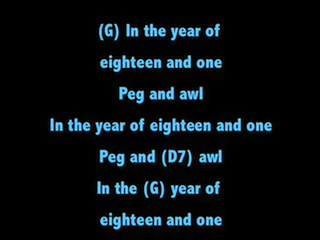 (G) In the year of
eighteen and one
Peg and awl
In the year of eighteen and one
Peg and (D7) awl
In the (G) year of
eighteen and one